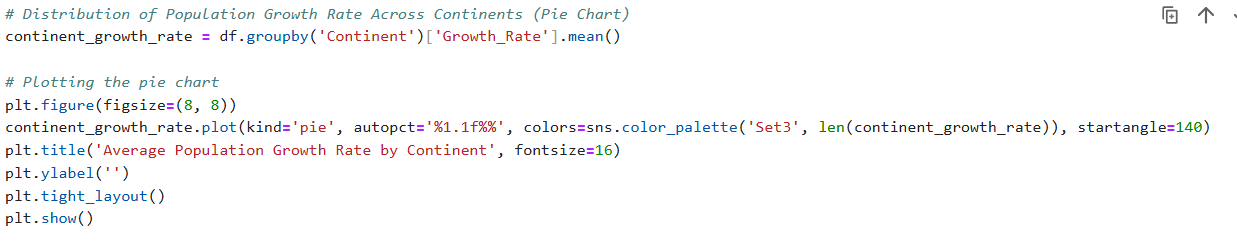 # Distribution of Population Growth Rate Across Continents (Pie Chart)
continent_growth_rate = df.groupby('Continent')['Growth_Rate'].mean()
# Plotting the pie chart
plt.figure(figsize=(8, 8))
continent_growth_rate.plot(kind='pie', autopct='%1.1f%%', colors=sns.color_palette('Set3', len(continent_growth_rate)), startangle=140)
plt.title('Average Population Growth Rate by Continent', fontsize=16)
plt.ylabel('')
plt.tight_layout()
plt.show()